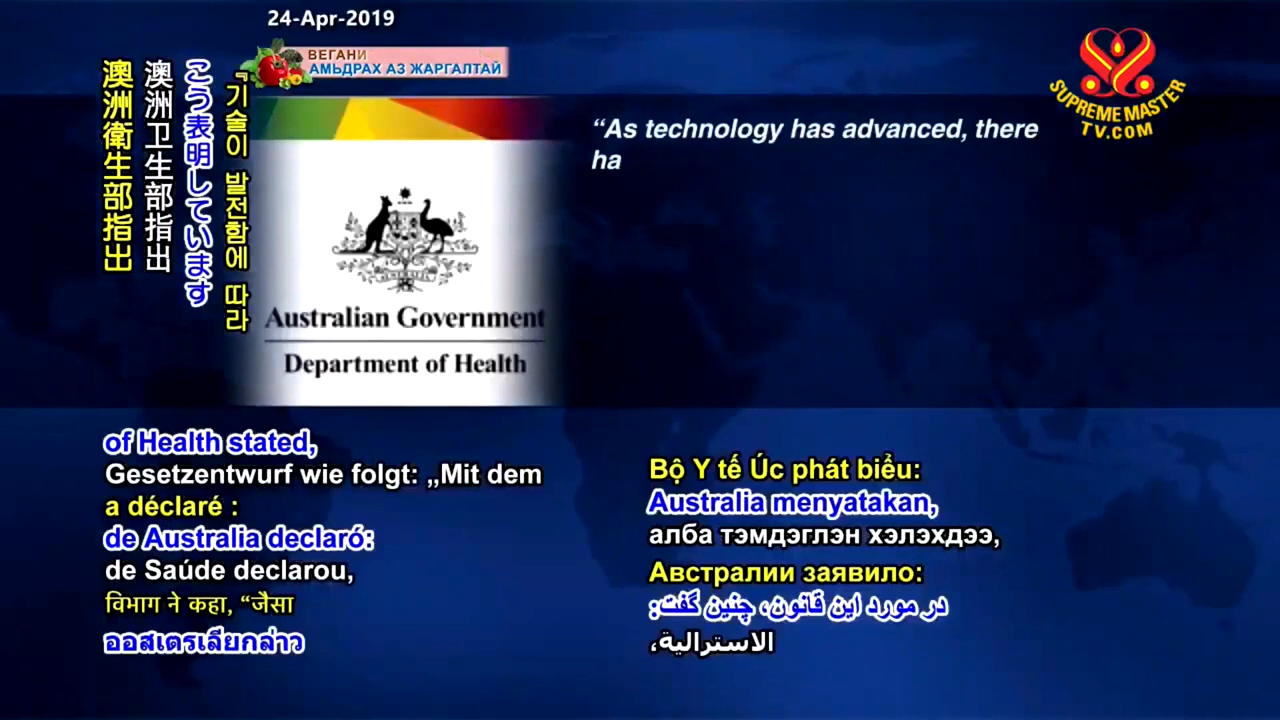 24-Apr-2019
ВЕГАНИ
АМЬДРАХ АЗ ЖАРГАЛТАЙ
SUPREME MASTER
TV.COM
澳洲衛生部指出
澳洲卫生部指出
こう表明しています
『기술이 발전함에 따라
Australian Government
Department of Health
“As technology has advanced, there
ha
of Health stated,
Gesetzentwurf wie folgt: „Mit dem
a déclaré :
de Australia declaró:
de Saúde declarou,
विभाग ने कहा, “जैसा
ออสเตรเลียกล่าว
Bộ Y tế Úc phát biểu:
Australia menyatakan,
алба тэмдэглэн хэлэхдээ,
Австралии заявило:
در مورد این قانون، چنین گفت:
الاسترالية،